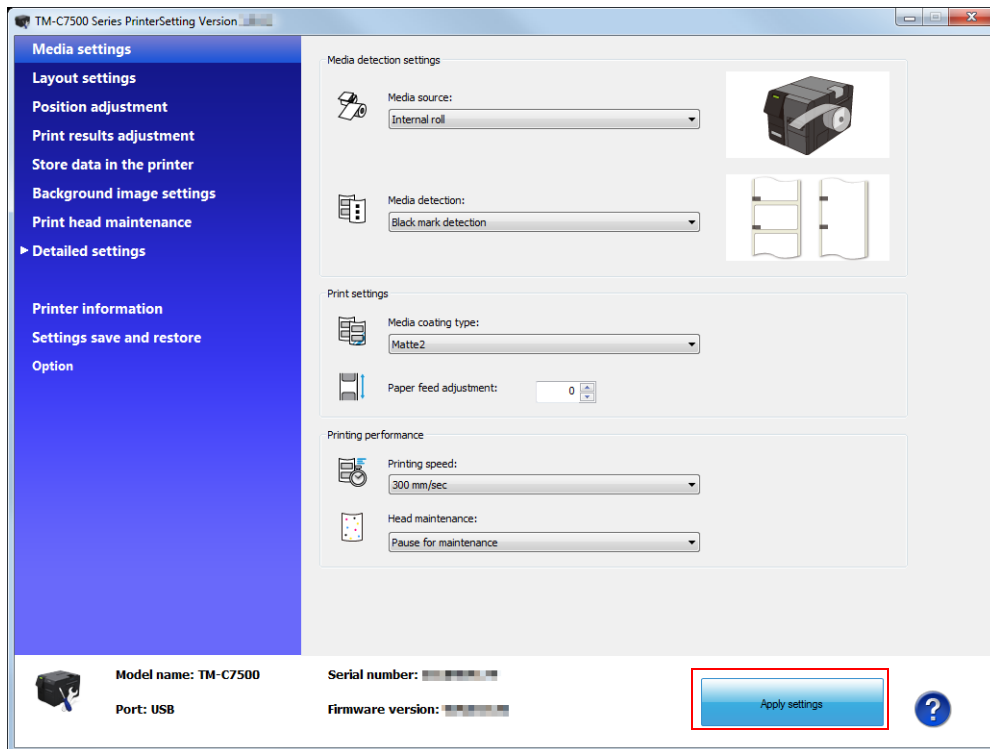 TM-C7500 Series PrinterSetting Version
Media settings
Layout settings
Position adjustment
Print results adjustment
Store data in the printer
Background image settings
Print head maintenance
Detailed settings
Printer information
Settings save and restore
Option
Media detection settings
Media source:
Internal roll
Media detection:
Black mark detection
Print settings
Media coating type:
Matte2
Paper feed adjustment: 0
Printing performance
Printing speed:
300 mm/sec
Head maintenance:
Pause for maintenance
Model name: TM-C7500
Serial number:
Port: USB
Firmware version:
Apply settings
?